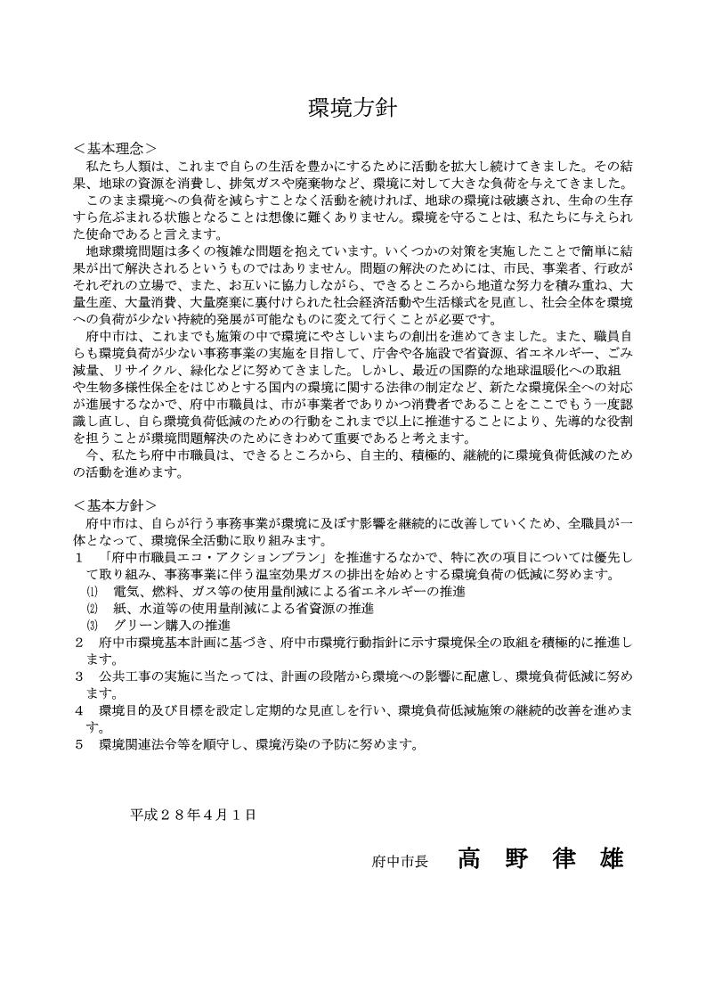 環境方針
＜基本理念＞
　私たち人類は、これまで自らの生活を豊かにするために活動を拡大し続けてきました。その結
果、地球の資源を消費し、排気ガスや廃棄物など、環境に対して大きな負荷を与えてきました。
　このまま環境への負荷を減らすことなく活動を続ければ、地球の環境は破壊され、生命の生存
すら危ぶまれる状態となることは想像に難くありません。環境を守ることは、私たちに与えられ
た使命であると言えます。
　地球環境問題は多くの複雑な問題を抱えています。いくつかの対策を実施したことで簡単に結
果が出て解決されるというものではありません。問題の解決のためには、市民、事業者、行政が
それぞれの立場で、また、お互いに協力しながら、できるところから地道な努力を積み重ね、大
量生産、大量消費、大量廃棄に裏付けられた社会経済活動や生活様式を見直し、社会全体を環境
への負荷が少ない持続的発展が可能なものに変えて行くことが必要です。
　府中市は、これまでも施策の中で環境にやさしいまちの創出を進めてきました。また、職員自
らも環境負荷が少ない事務事業の実施を目指して、庁舎や各施設で省資源、省エネルギー、ごみ
減量、リサイクル、緑化などに努めてきました。しかし、最近の国際的な地球温暖化への取組
や生物多様性保全をはじめとする国内の環境に関する法律の制定など、新たな環境保全への対応
が進展するなかで、府中市職員は、市が事業者でありかつ消費者であることをここでもう一度認
識し直し、自ら環境負荷低減のための行動をこれまで以上に推進することにより、先導的な役割
を担うことが環境問題解決のためにきわめて重要であると考えます。
　今、私たち府中市職員は、できるところから、自主的、積極的、継続的に環境負荷低減のため
の活動を進めます。
＜基本方針＞
　府中市は、自らが行う事務事業が環境に及ぼす影響を継続的に改善していくため、全職員が一
体となって、環境保全活動に取り組みます。
１　「府中市職員エコ・アクションプラン」を推進するなかで、特に次の項目については優先し
て取り組み、事務事業に伴う温室効果ガスの排出を始めとする環境負荷の低減に努めます。
⑴　電気、燃料、ガス等の使用量削減による省エネルギーの推進
⑵　紙、水道等の使用量削減による省資源の推進
⑶　グリーン購入の推進
２　府中市環境基本計画に基づき、府中市環境行動指針に示す環境保全の取組を積極的に推進し
ます。
３　公共工事の実施に当たっては、計画の段階から環境への影響に配慮し、環境負荷低減に努め
ます。
４　環境目的及び目標を設定し定期的な見直しを行い、環境負荷低減施策の継続的改善を進めま
す。
５　環境関連法令等を順守し、環境汚染の予防に努めます。
平成２８年４月１日
府中市長　高　野　律　雄